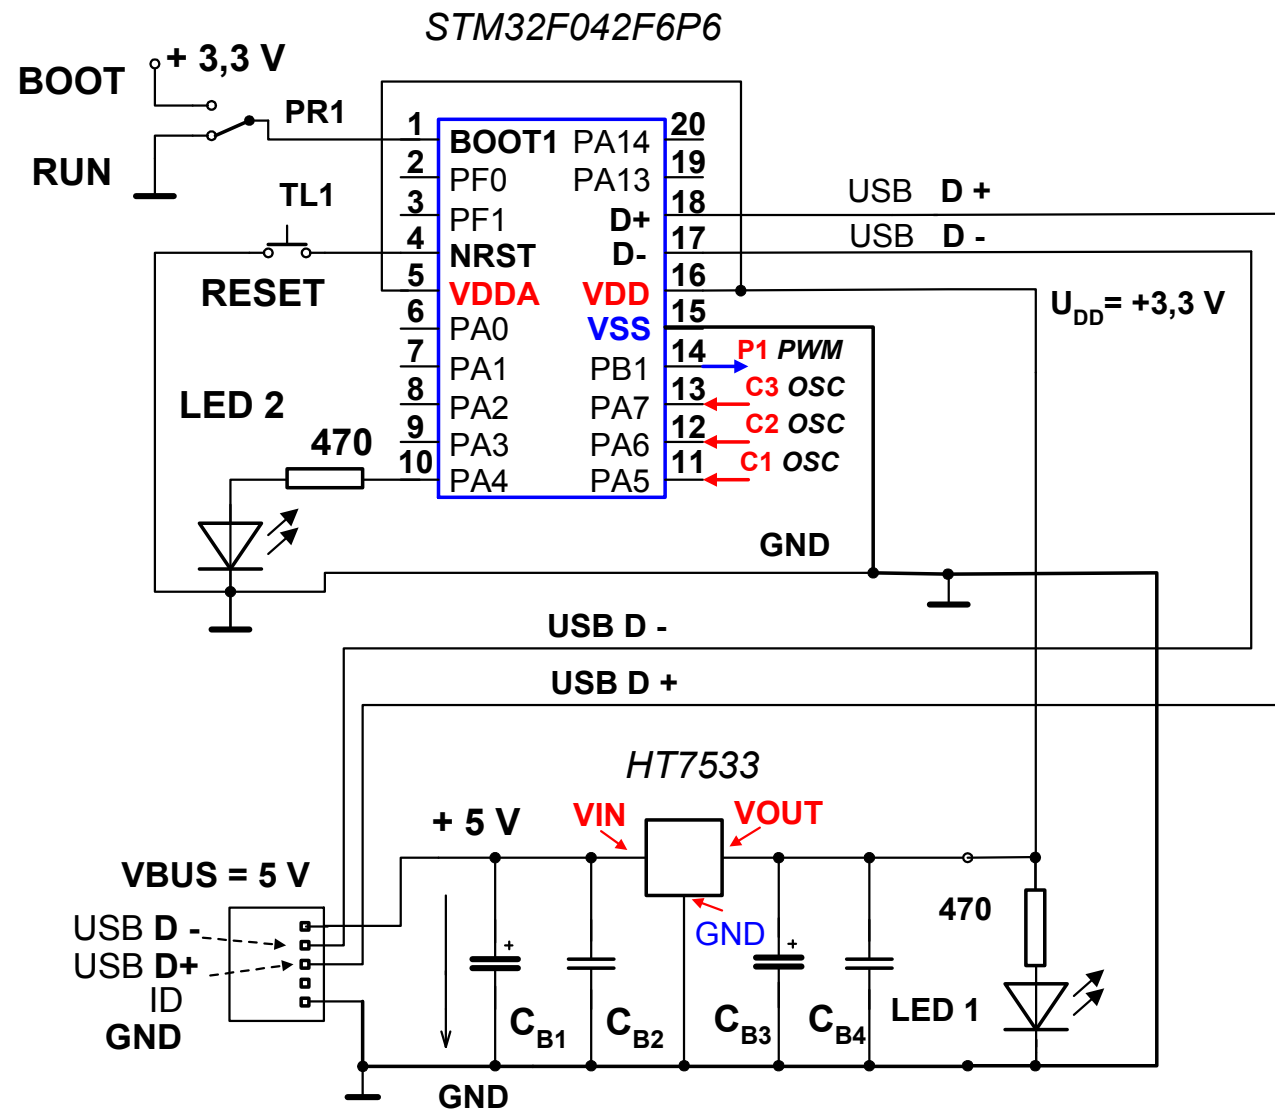 STM32F042F6P6
+ 3,3 V
BOOT
PR1
RUN
TL1
RESET
1 BOOT1 PA14 20
2 PF0 PA13 19
3 PF1 D+ 18
4 NRST D- 17
5 VDDA VDD 16
6 PA0 VSS 15
7 PA1 PB1 14
8 PA2 PA7 13
9 PA3 PA6 12
10 PA4 PA5 11
USB D +
USB D -
UDD= +3,3 V
P1 PWM
C3 OSC
C2 OSC
C1 OSC
LED 2
470
GND
USB D -
USB D +
HT7533
VIN
VOUT
+ 5 V
VBUS = 5 V
USB D -
USB D+
ID
GND
GND
470
+
+
CB1
CB2
CB3
CB4
LED 1
GND